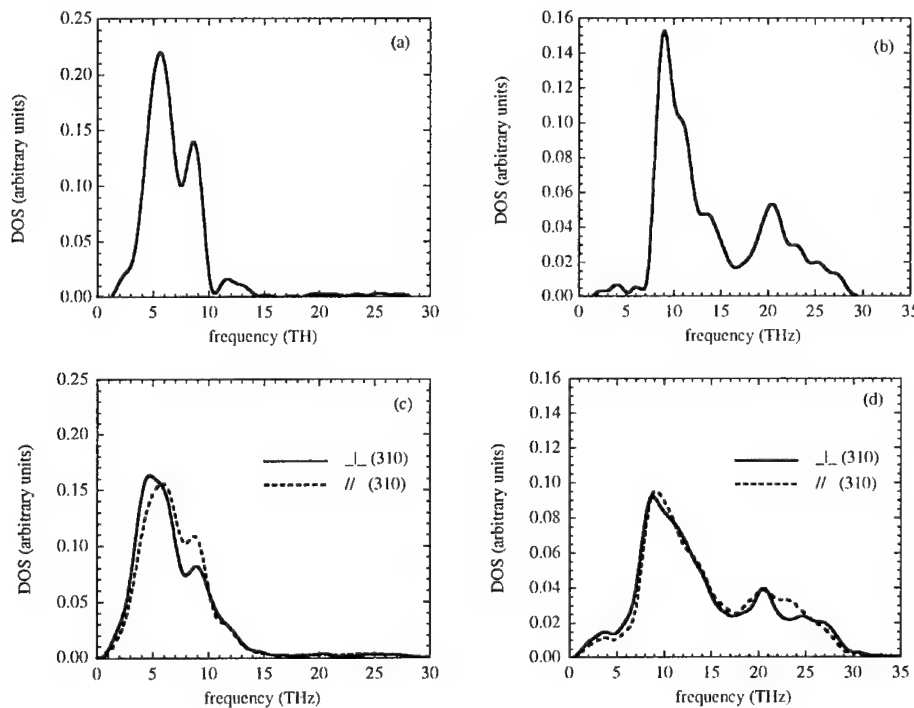 (a)
DOS (arbitrary units)
0.25
0.20
0.15
0.10
0.05
0.00
0 5 10 15 20 25 30
frequency (TH)
(b)
DOS (arbitrary units)
0.16
0.14
0.12
0.10
0.08
0.06
0.04
0.02
0.00
0 5 10 15 20 25 30 35
frequency (THz)
(c)
DOS (arbitrary units)
0.25
0.20
0.15
0.10
0.05
0.00
_|_ (310)
// (310)
0 5 10 15 20 25 30
frequency (THz)
(d)
DOS (arbitrary units)
0.16
0.14
0.12
0.10
0.08
0.06
0.04
0.02
0.00
_|_ (310)
// (310)
0 5 10 15 20 25 30 35
frequency (THz)